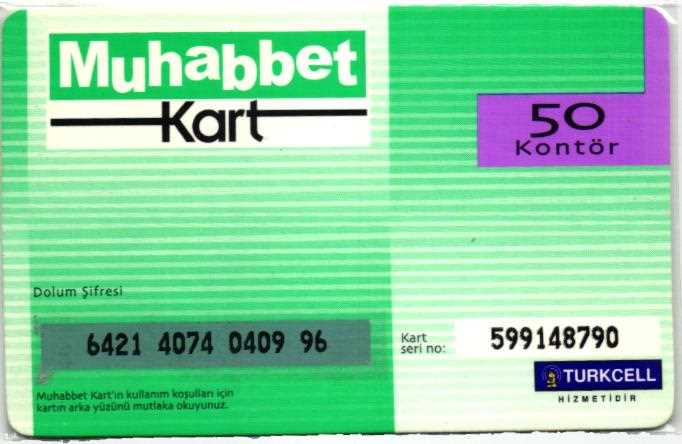 Muhabbet
Kart
50
Kontör
Dolum Şifresi
6421 4074 0409 96
Kart
seri no:
599148790
TURKCELL
HİZMETİDİR
Muhabbet Kart'ın kullanım koşulları için
kartın arka yüzünü mutlaka okuyunuz.